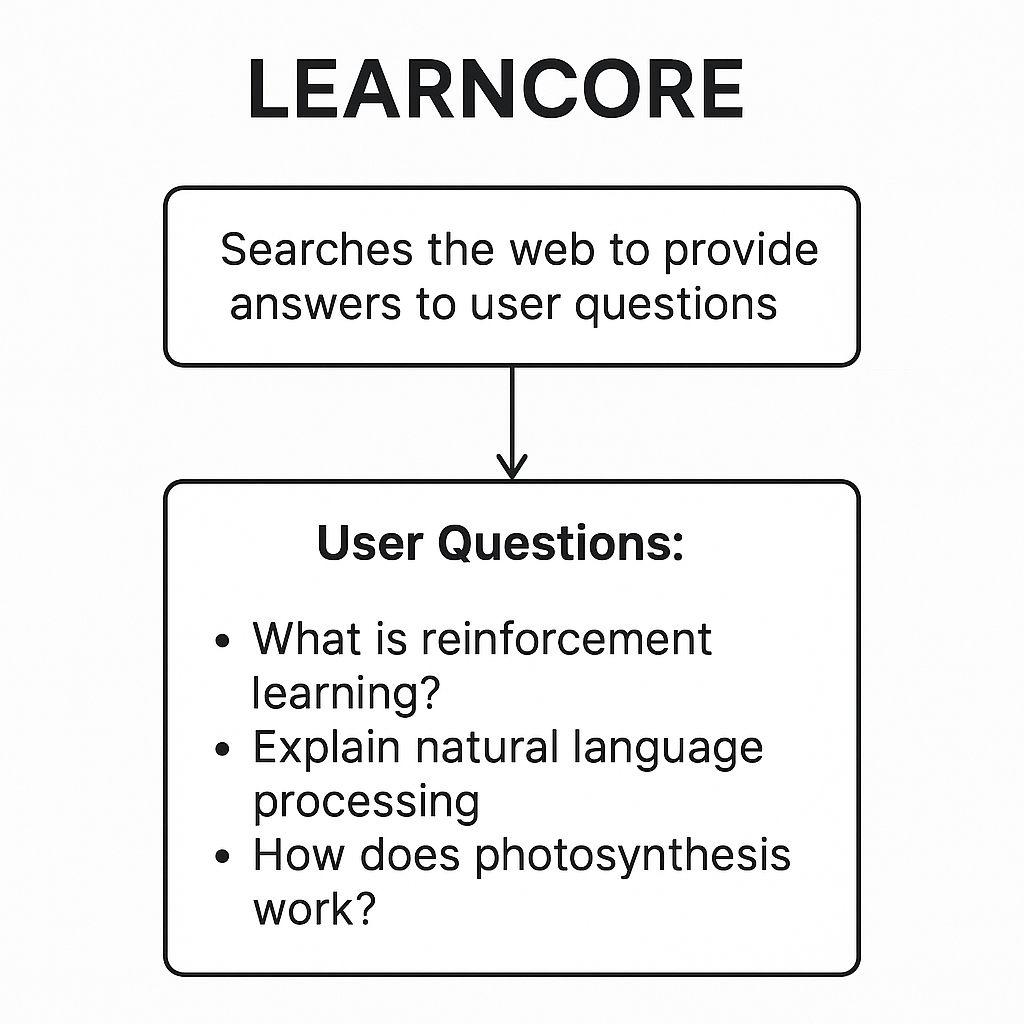 LEARNCORE
Searches the web to provide
answers to user questions
User Questions:
• What is reinforcement
learning?
• Explain natural language
processing
• How does photosynthesis
work?